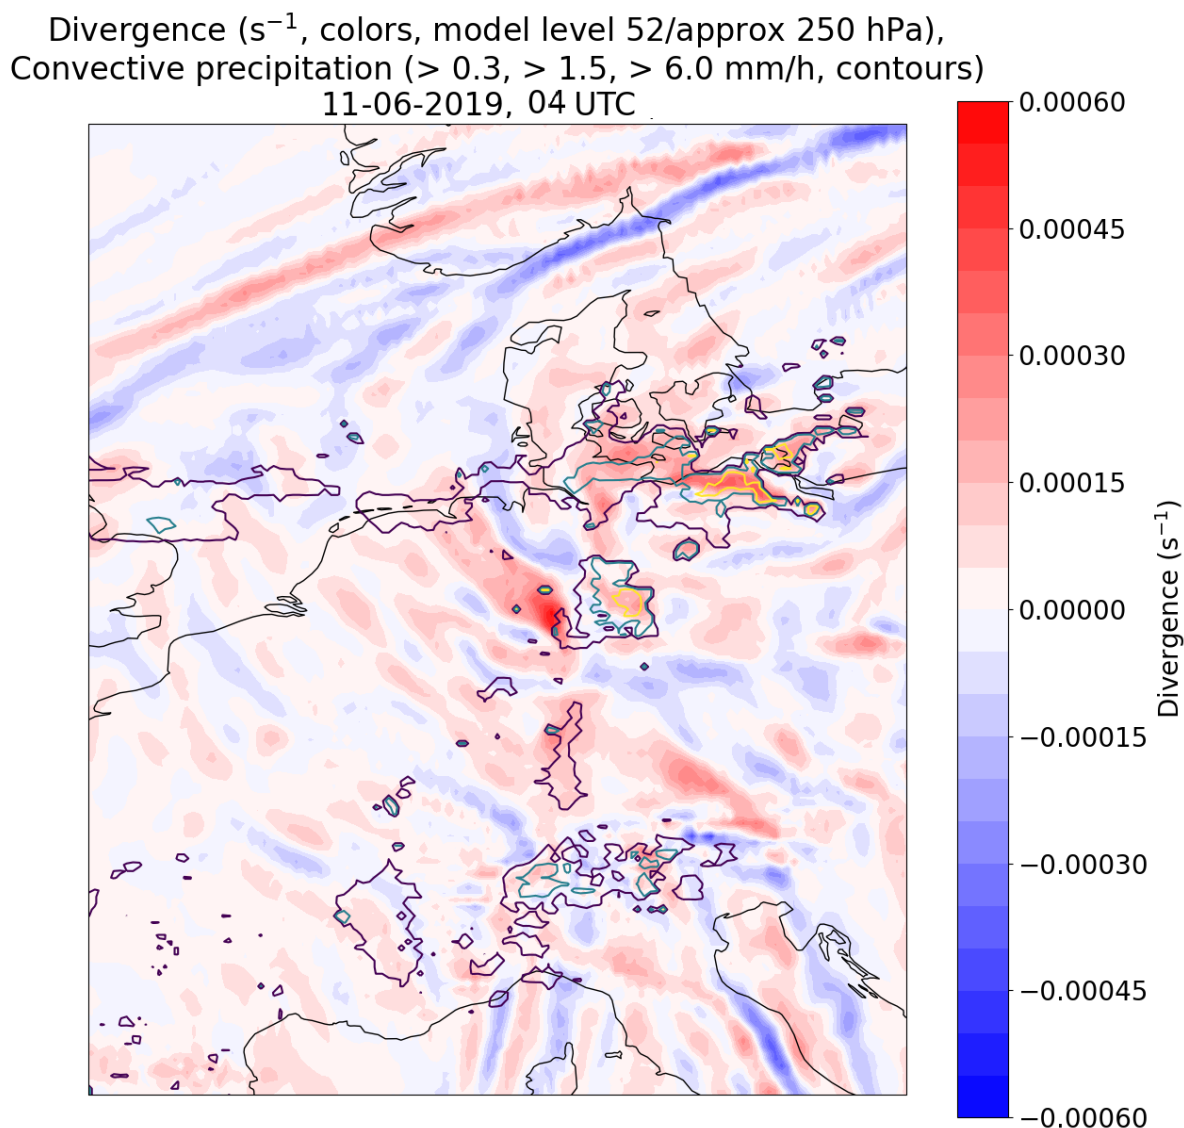 Divergence (s⁻¹, colors, model level 52/approx 250 hPa),
Convective precipitation (> 0.3, > 1.5, > 6.0 mm/h, contours)
11-06-2019, 04 UTC
0.00060
0.00045
0.00030
0.00015
0.00000
−0.00015
−0.00030
−0.00045
−0.00060
Divergence (s⁻¹)